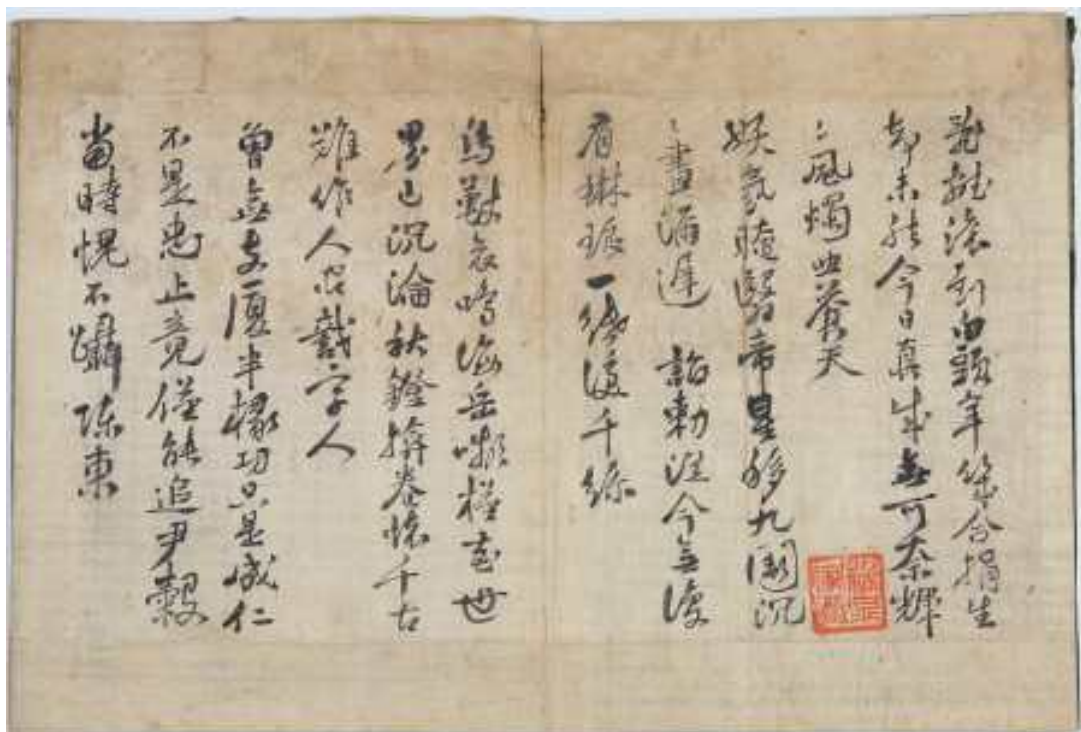 亂離滾到白頭年幾合捐生
却未然今日真成無可奈輝
〻風燭照蒼天
妖氛晻翳帝星移九闕沉
〻晝漏遲 詔勅從今無復
有琳琅一紙淚千絲
鳥獸哀鳴海岳嚬槿花世
界已沉淪秋鐙掩卷懷千古
難作人間識字人
曾無支厦半椽功只是成仁
不是忠止竟僅能追尹穀
當時愧不躡陳東